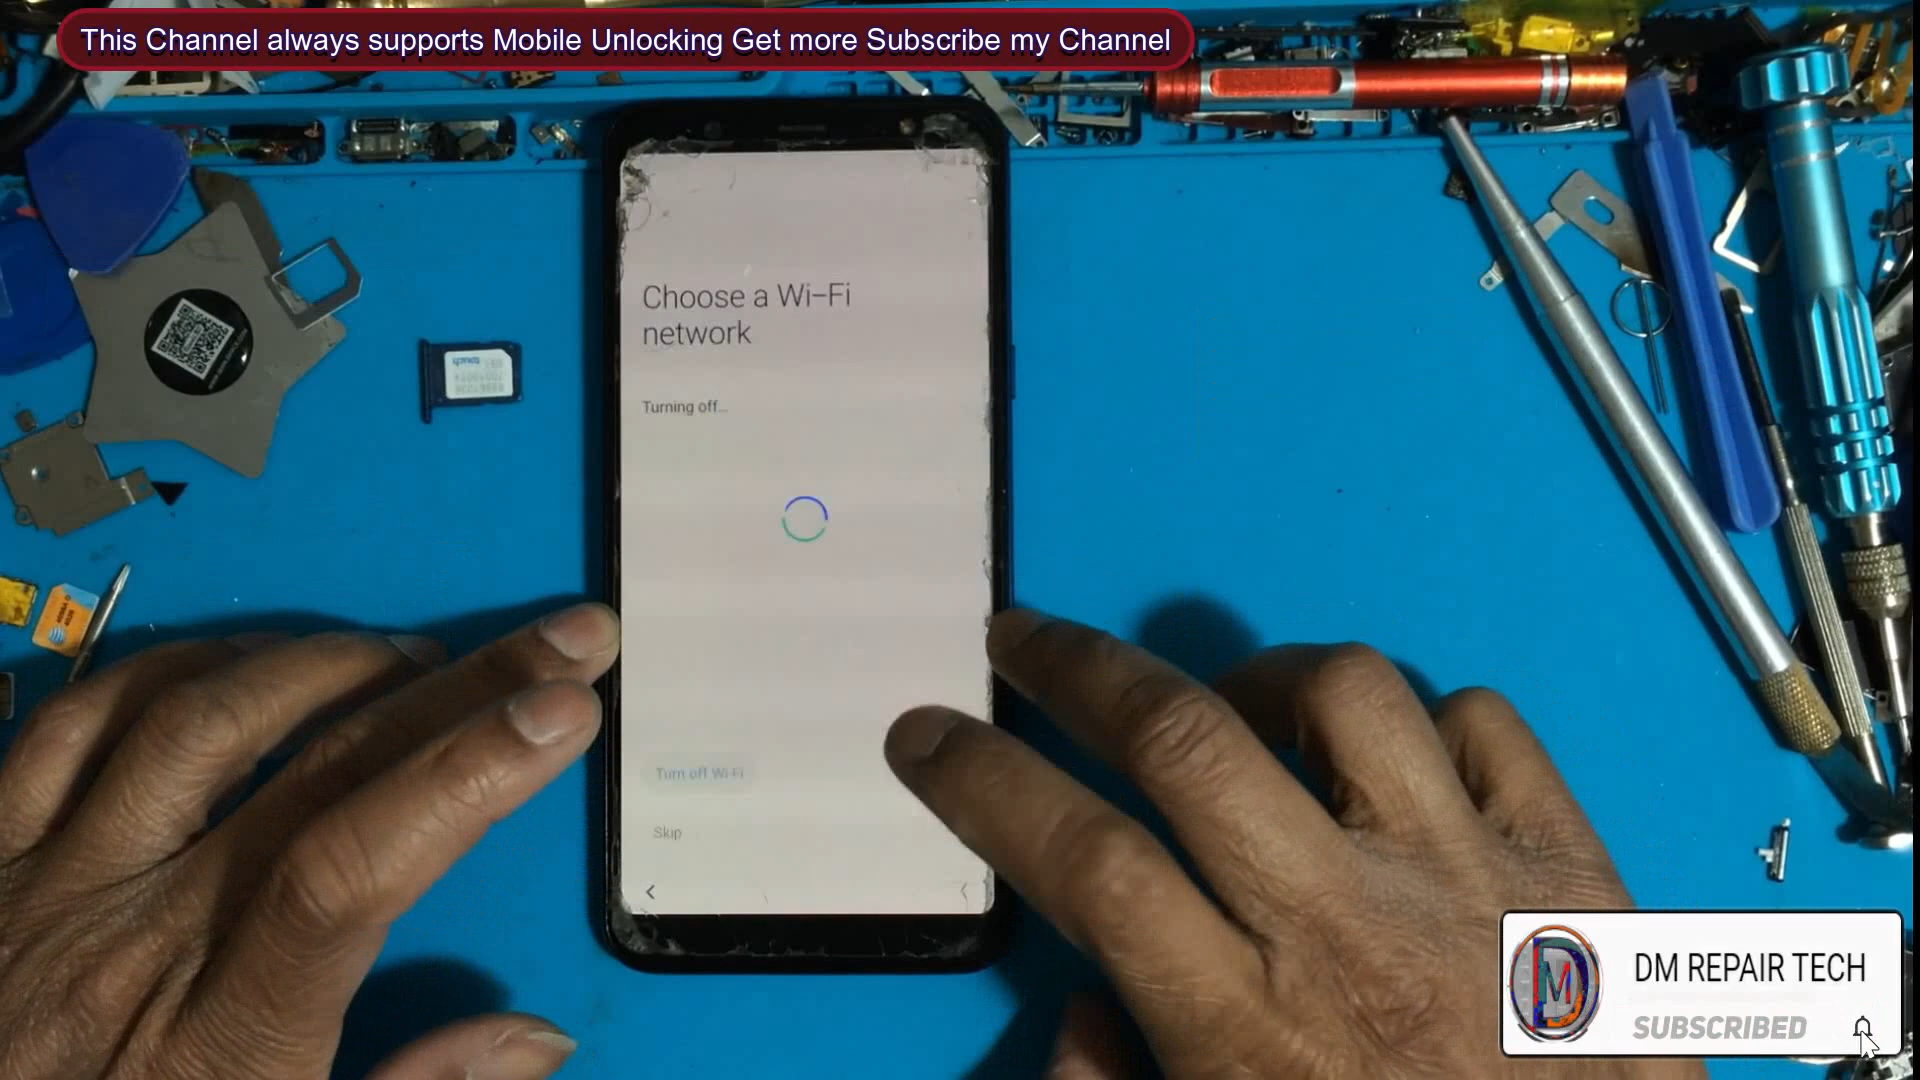 This Channel always supports Mobile Unlocking Get more Subscribe my Channel
Choose a Wi-Fi
network
Turning off...
Turn off Wi-Fi
Skip
touch
DM REPAIR TECH
SUBSCRIBED